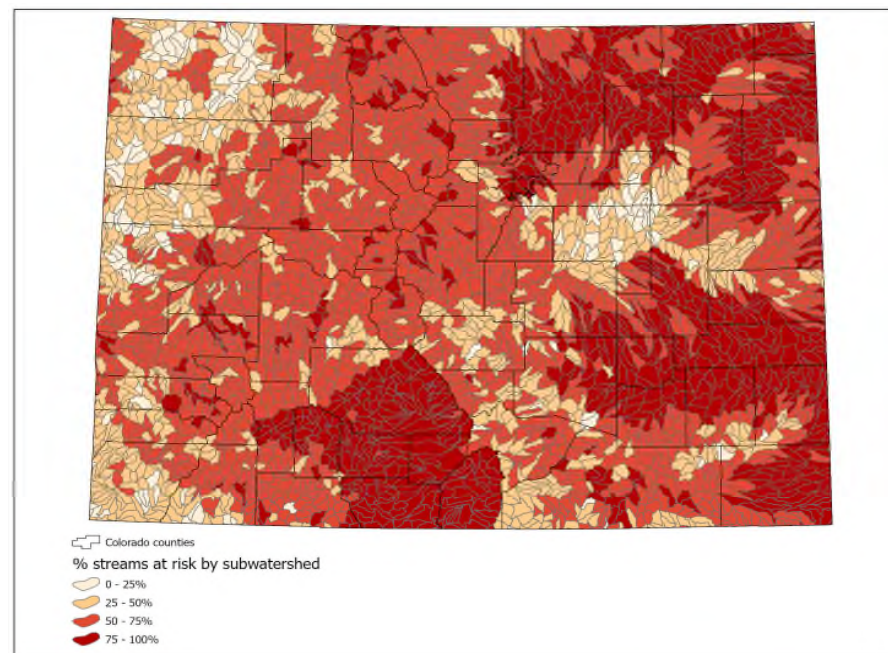 Colorado counties
% streams at risk by subwatershed
0 - 25%
25 - 50%
50 - 75%
75 - 100%